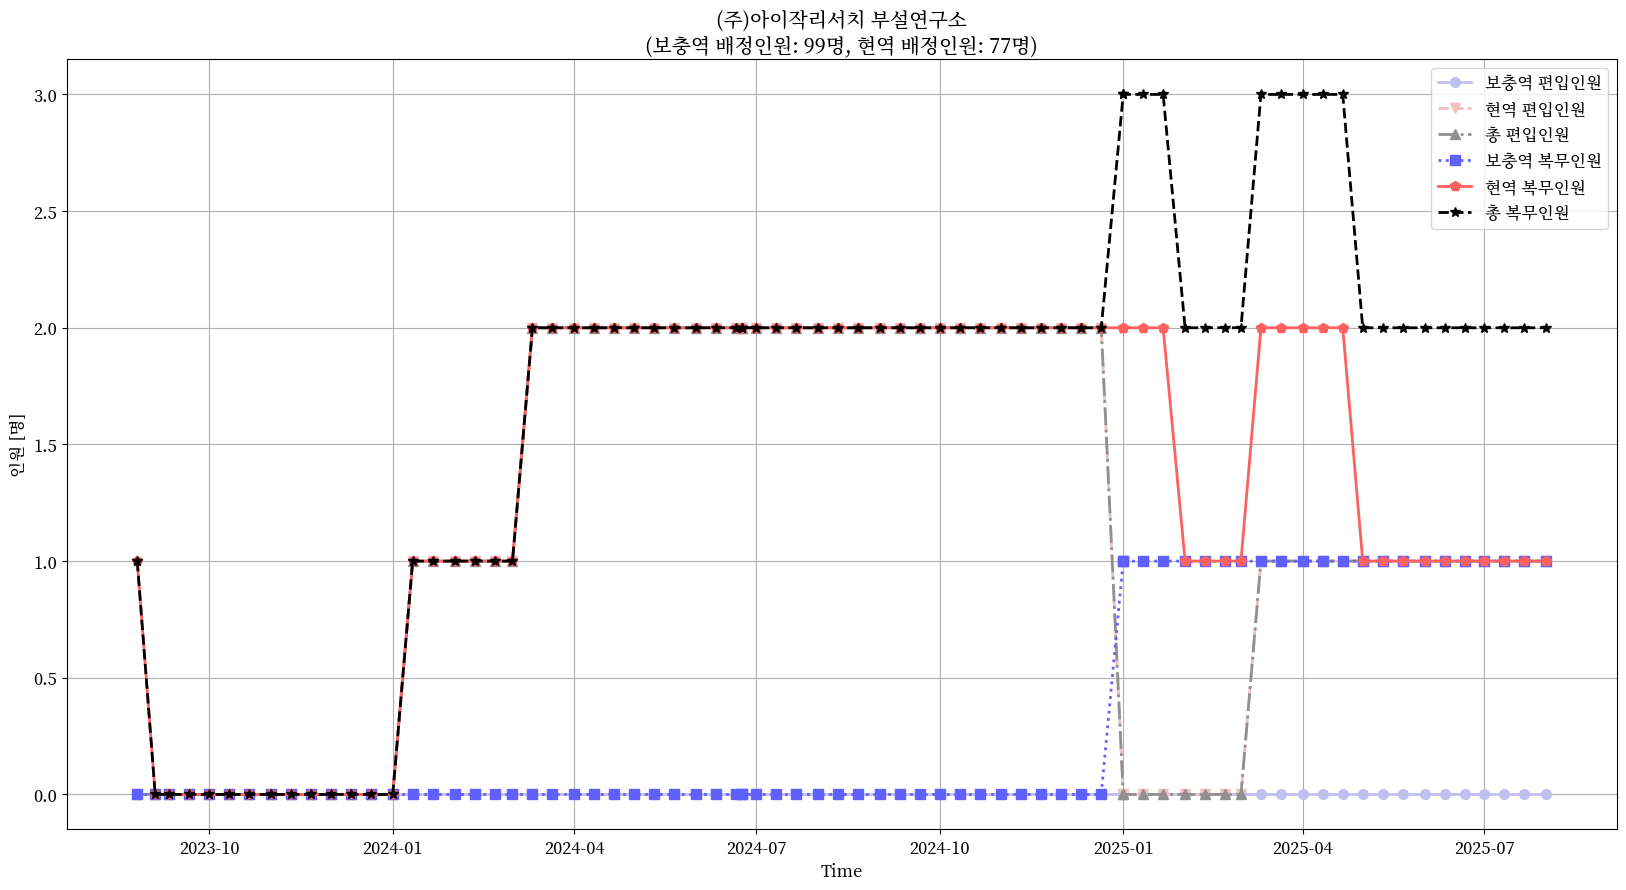 (주)아이작리서치 부설연구소
(보충역 배정인원: 99명, 현역 배정인원: 77명)
보충역 편입인원
현역 편입인원
총 편입인원
보충역 복무인원
현역 복무인원
총 복무인원
인원 [명]
3.0
2.5
2.0
1.5
1.0
0.5
0.0
2023-10
2024-01
2024-04
2024-07
2024-10
2025-01
2025-04
2025-07
Time